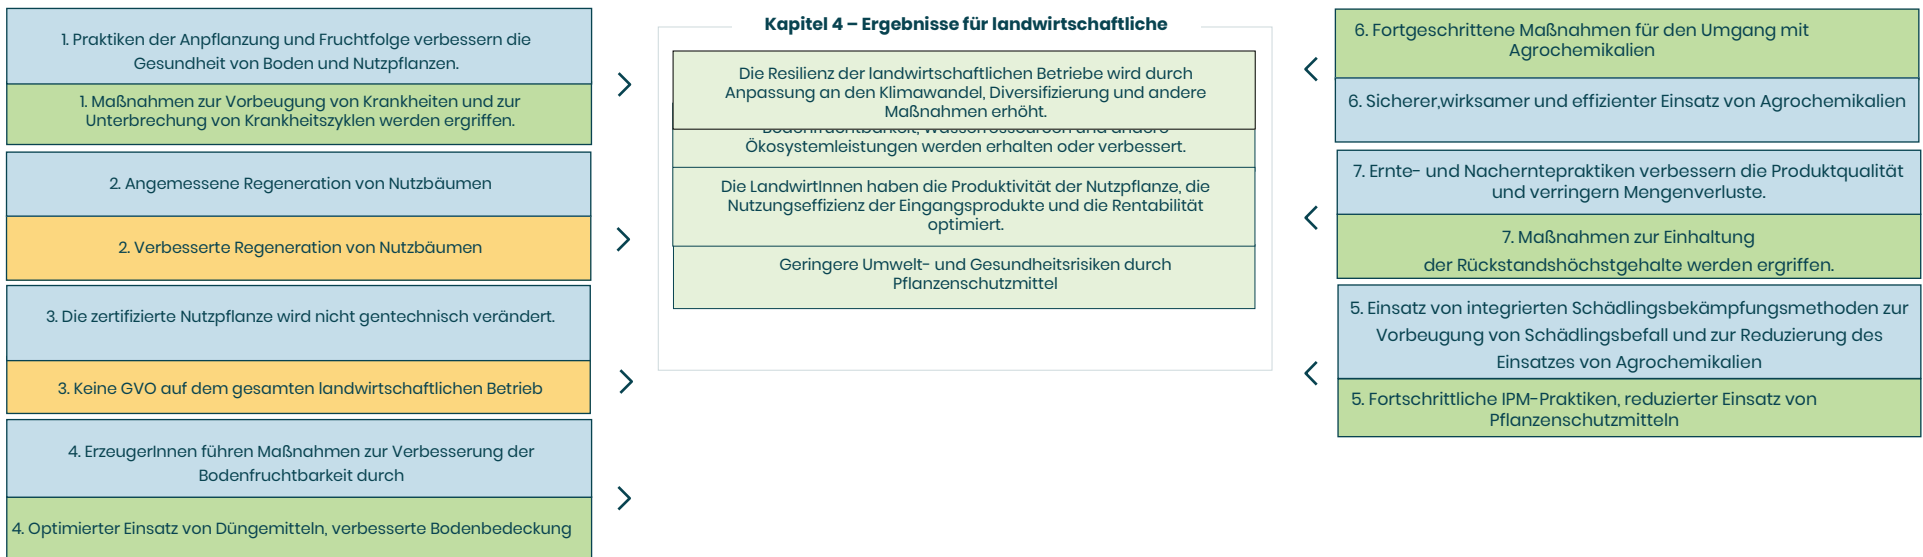 1. Praktiken der Anpflanzung und Fruchtfolge verbessern die
Gesundheit von Boden und Nutzpflanzen.
1. Maßnahmen zur Vorbeugung von Krankheiten und zur
Unterbrechung von Krankheitszyklen werden ergriffen.
2. Angemessene Regeneration von Nutzbäumen
2. Verbesserte Regeneration von Nutzbäumen
3. Die zertifizierte Nutzpflanze wird nicht gentechnisch verändert.
3. Keine GVO auf dem gesamten landwirtschaftlichen Betrieb
4. ErzeugerInnen führen Maßnahmen zur Verbesserung der
Bodenfruchtbarkeit durch
4. Optimierter Einsatz von Düngemitteln, verbesserte Bodenbedeckung
Kapitel 4 – Ergebnisse für landwirtschaftliche
Die Resilienz der landwirtschaftlichen Betriebe wird durch
Anpassung an den Klimawandel, Diversifizierung und andere
Maßnahmen erhöht.
Bodenfruchtbarkeit, Wasserressourcen und andere
Ökosystemleistungen werden erhalten oder verbessert.
Die LandwirtInnen haben die Produktivität der Nutzpflanze, die
Nutzungseffizienz der Eingangsprodukte und die Rentabilität
optimiert.
Geringere Umwelt- und Gesundheitsrisiken durch
Pflanzenschutzmittel
6. Fortgeschrittene Maßnahmen für den Umgang mit
Agrochemikalien
6. Sicherer,wirksamer und effizienter Einsatz von Agrochemikalien
7. Ernte- und Nacherntepraktiken verbessern die Produktqualität
und verringern Mengenverluste.
7. Maßnahmen zur Einhaltung
der Rückstandshöchstgehalte werden ergriffen.
5. Einsatz von integrierten Schädlingsbekämpfungsmethoden zur
Vorbeugung von Schädlingsbefall und zur Reduzierung des
Einsatzes von Agrochemikalien
5. Fortschrittliche IPM-Praktiken, reduzierter Einsatz von
Pflanzenschutzmitteln